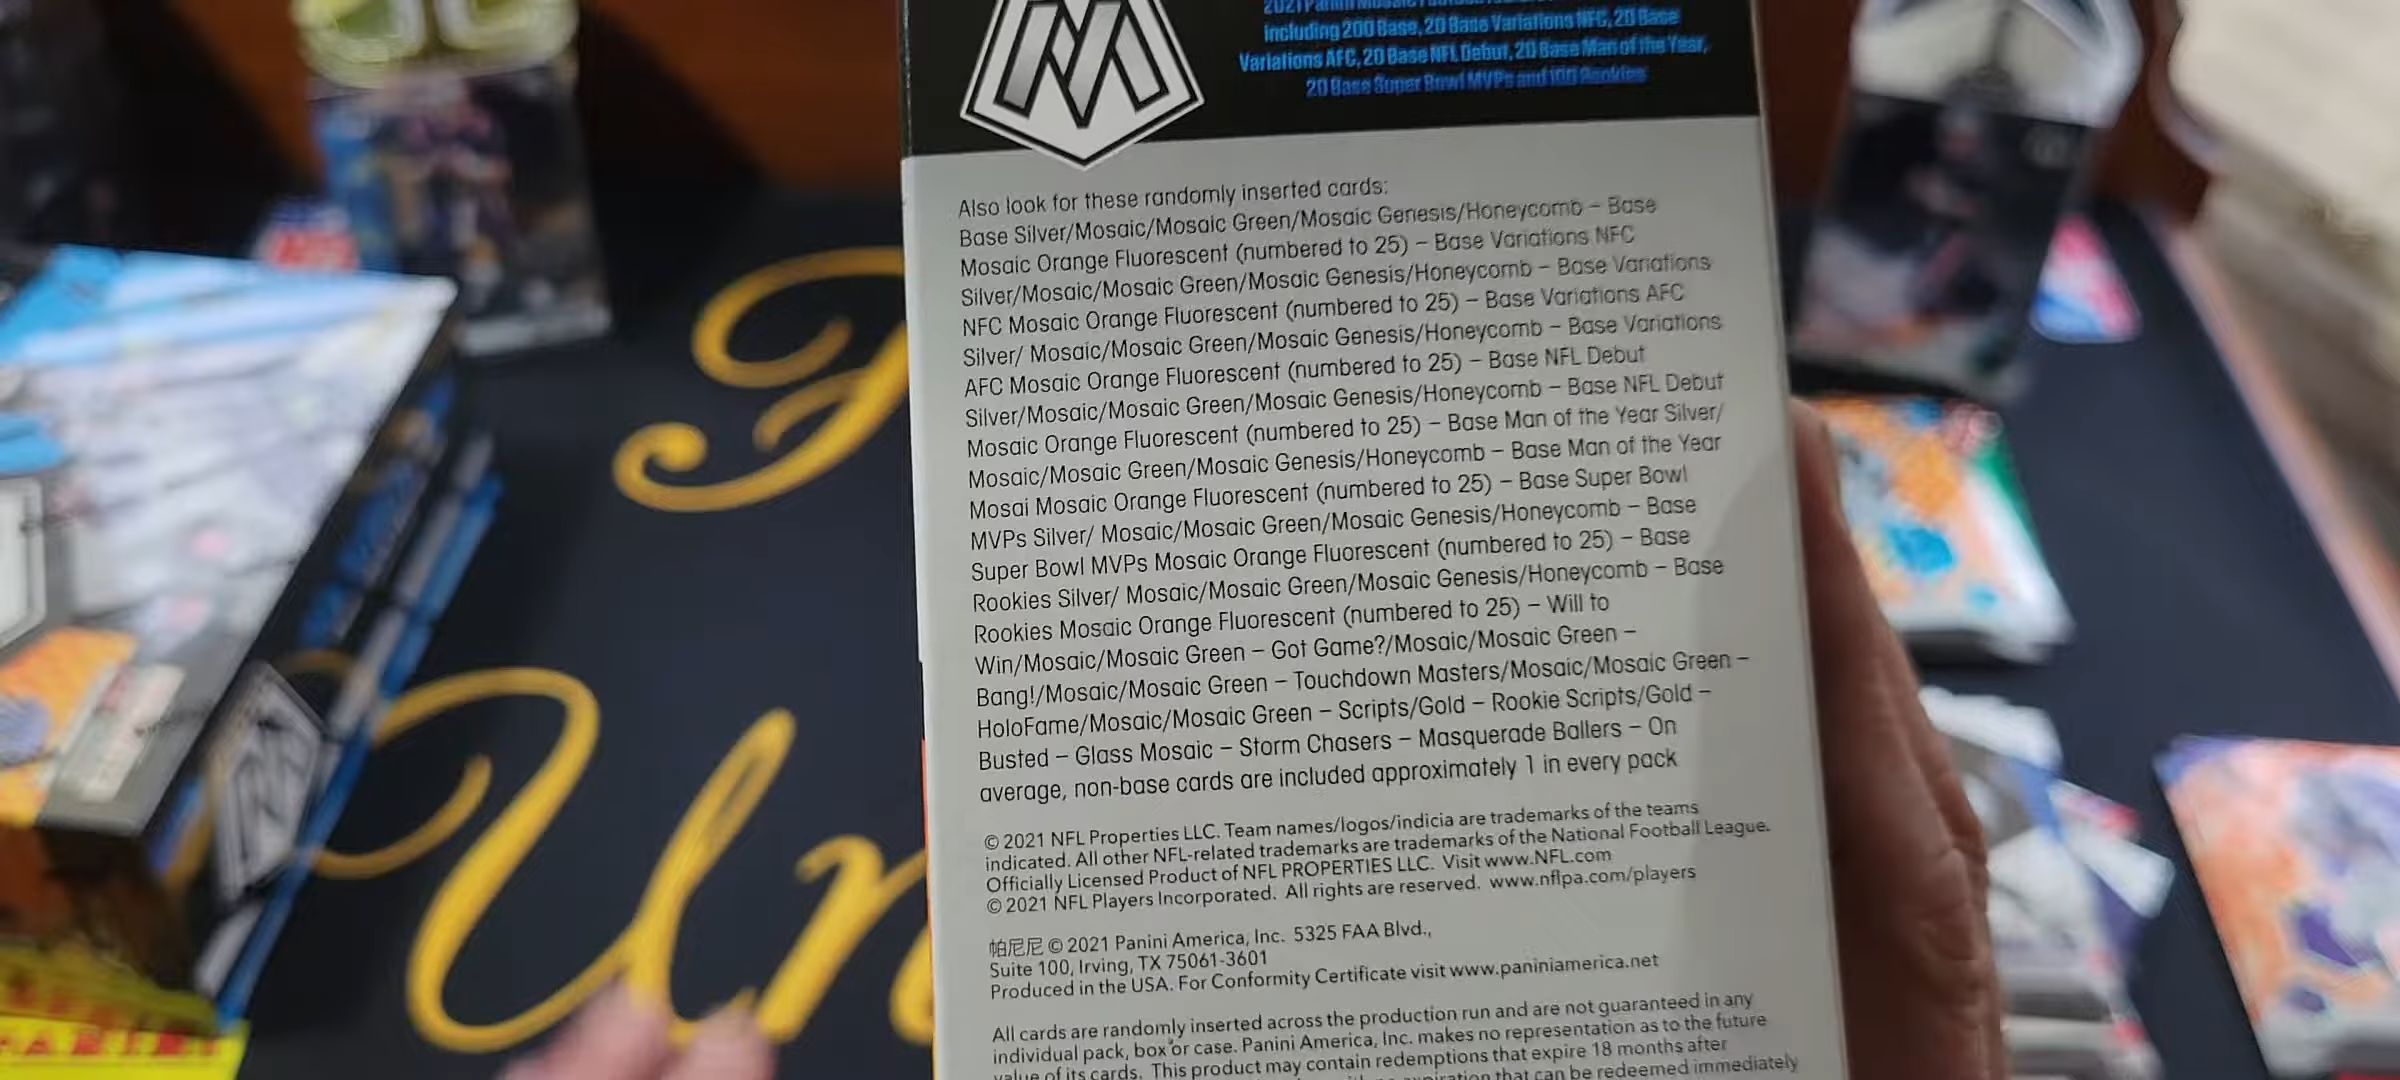 2021 Panini Mosaic
including 200 Base, 20 Base Variations NFC, 20 Base
Variations AFC, 20 Base NFL Debut, 20 Base Man of the Year,
20 Base Super Bowl MVPs and 100 Rookies
Also look for these randomly inserted cards:
Base Silver/Mosaic/Mosaic Green/Mosaic Genesis/Honeycomb – Base
Mosaic Orange Fluorescent (numbered to 25) – Base Variations NFC
Silver/Mosaic/Mosaic Green/Mosaic Genesis/Honeycomb – Base Variations
NFC Mosaic Orange Fluorescent (numbered to 25) – Base Variations AFC
Silver/ Mosaic/Mosaic Green/Mosaic Genesis/Honeycomb – Base Variations
AFC Mosaic Orange Fluorescent (numbered to 25) – Base NFL Debut
Silver/Mosaic/Mosaic Green/Mosaic Genesis/Honeycomb – Base NFL Debut
Mosaic Orange Fluorescent (numbered to 25) – Base Man of the Year Silver/
Mosaic/Mosaic Green/Mosaic Genesis/Honeycomb – Base Man of the Year
Mosai Mosaic Orange Fluorescent (numbered to 25) – Base Super Bowl
MVPs Silver/ Mosaic/Mosaic Green/Mosaic Genesis/Honeycomb – Base
Super Bowl MVPs Mosaic Orange Fluorescent (numbered to 25) – Base
Rookies Silver/ Mosaic/Mosaic Green/Mosaic Genesis/Honeycomb – Base
Rookies Mosaic Orange Fluorescent (numbered to 25) – Will to
Win/Mosaic/Mosaic Green – Got Game?/Mosaic/Mosaic Green –
Bang!/Mosaic/Mosaic Green – Touchdown Masters/Mosaic/Mosaic Green –
HoloFame/Mosaic/Mosaic Green – Scripts/Gold – Rookie Scripts/Gold –
Busted – Glass Mosaic – Storm Chasers – Masquerade Ballers – On
average, non-base cards are included approximately 1 in every pack
© 2021 NFL Properties LLC. Team names/logos/indicia are trademarks of the teams
indicated. All other NFL-related trademarks are trademarks of the National Football League.
Officially Licensed Product of NFL PROPERTIES LLC. Visit www.NFL.com
© 2021 NFL Players Incorporated. All rights are reserved. www.nflpa.com/players
帕尼尼 © 2021 Panini America, Inc. 5325 FAA Blvd.,
Suite 100, Irving, TX 75061-3601
Produced in the USA. For Conformity Certificate visit www.paniniamerica.net
All cards are randomly inserted across the production run and are not guaranteed in any
individual pack, box or case. Panini America, Inc. makes no representation as to the future
value of its cards. This product may contain redemptions that expire 18 months after
that can be redeemed immediately
Un